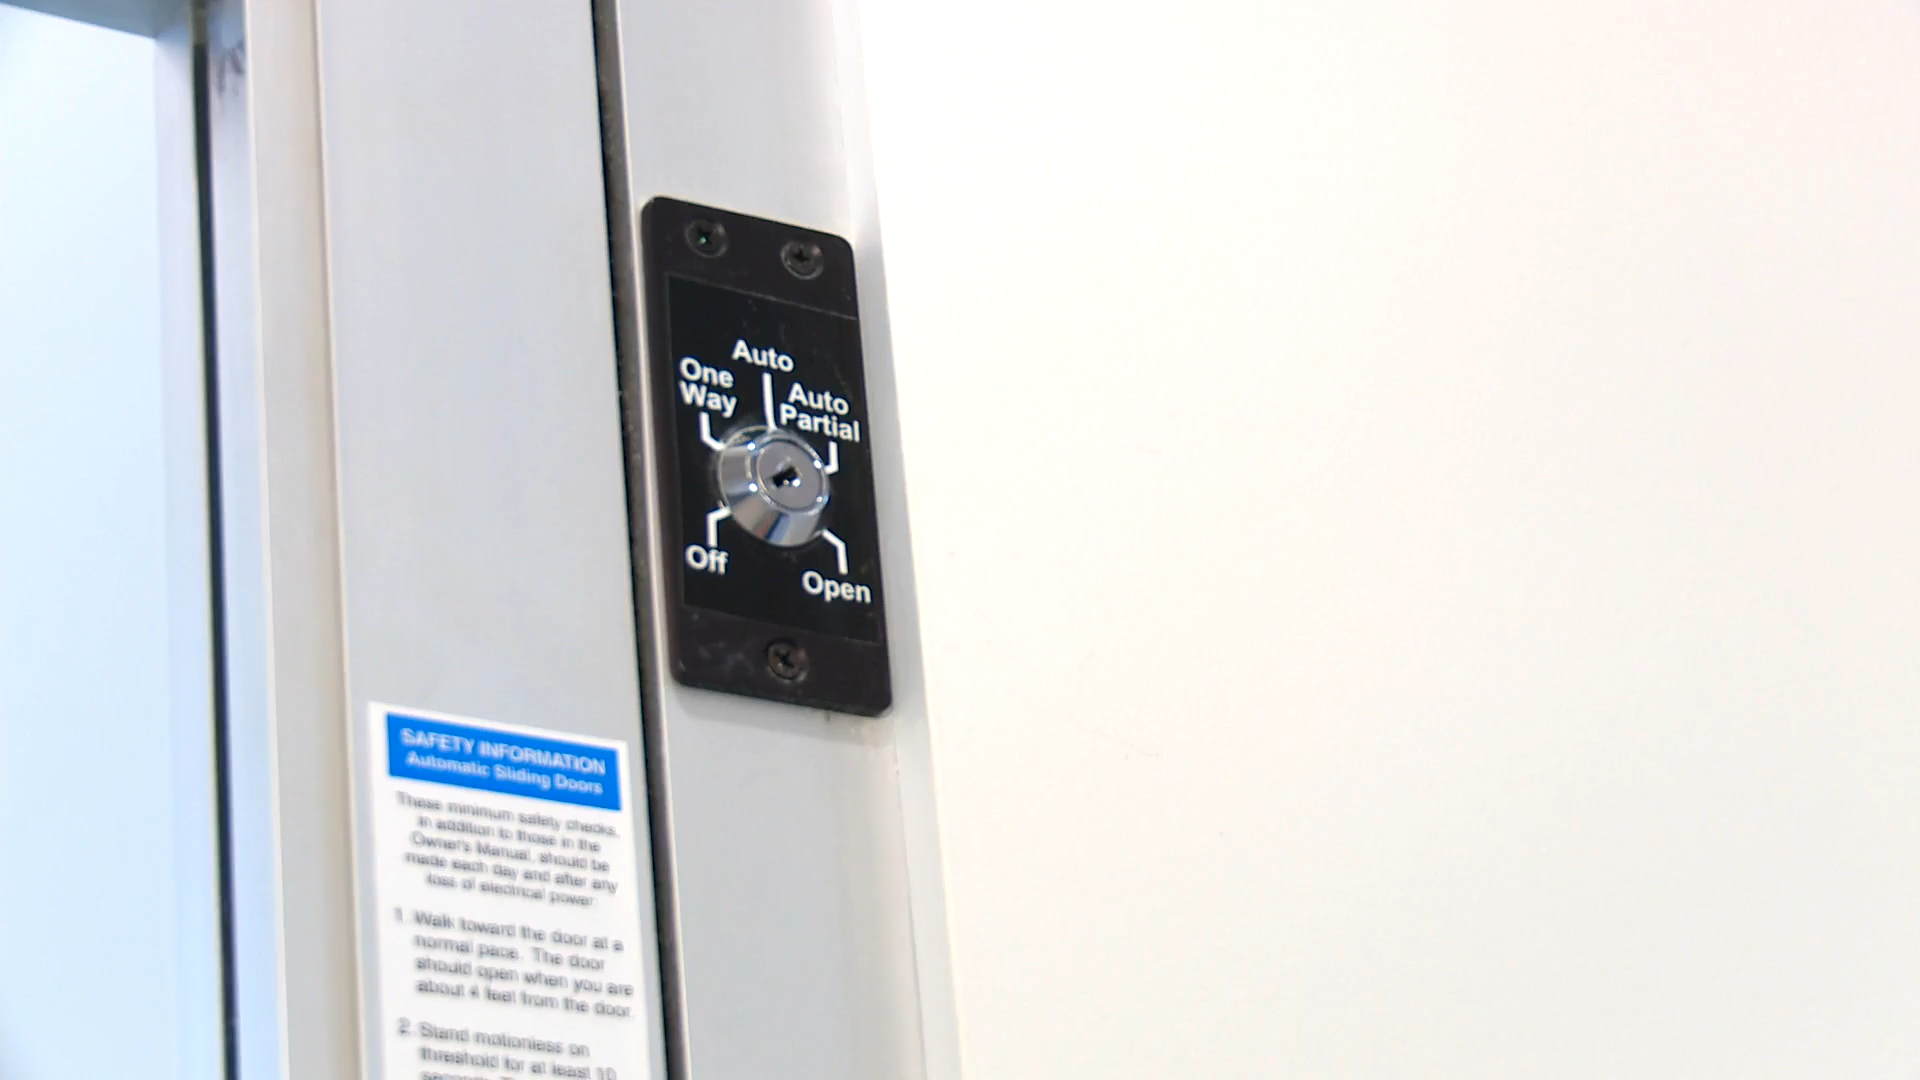 Auto
One
Way
Auto
Partial
Off
Open
SAFETY INFORMATION
Automatic Sliding Doors
These minimum safety checks,
in addition to those in the
Owner's Manual, should be
made each day and after any
loss of electrical power:
1. Walk toward the door at a
normal pace. The door
should open when you are
about 4 feet from the door.
2. Stand motionless on
threshold for at least 10